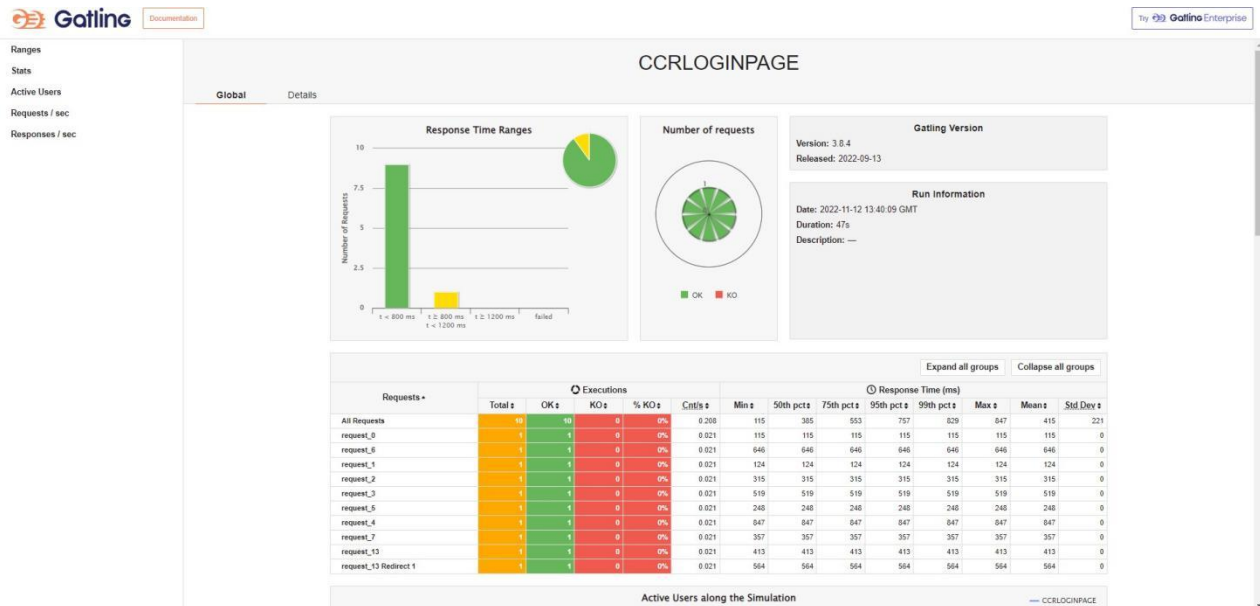 Gatling
Documentation
Try Gatling Enterprise
Ranges
Stats
Active Users
Requests / sec
Responses / sec
CCRLOGINPAGE
Global Details
Response Time Ranges
10
7.5
5
2.5
0
Number of Requests
t < 800 ms t ≥ 800 ms t ≥ 1200 ms failed
t < 1200 ms
Number of requests
1
OK KO
Gatling Version
Version: 3.8.4
Released: 2022-09-13
Run Information
Date: 2022-11-12 13:40:09 GMT
Duration: 47s
Description: —
Expand all groups Collapse all groups
Requests Executions Response Time (ms)
Total OK KO % KO Cnt/s Min 50th pct 75th pct 95th pct 99th pct Max Mean Std Dev
All Requests 10 10 0 0% 0.208 115 385 553 757 829 847 415 221
request_0 1 1 0 0% 0.021 115 115 115 115 115 115 115 0
request_6 1 1 0 0% 0.021 646 646 646 646 646 646 646 0
request_1 1 1 0 0% 0.021 124 124 124 124 124 124 124 0
request_2 1 1 0 0% 0.021 315 315 315 315 315 315 315 0
request_3 1 1 0 0% 0.021 519 519 519 519 519 519 519 0
request_5 1 1 0 0% 0.021 248 248 248 248 248 248 248 0
request_4 1 1 0 0% 0.021 847 847 847 847 847 847 847 0
request_7 1 1 0 0% 0.021 357 357 357 357 357 357 357 0
request_13 1 1 0 0% 0.021 413 413 413 413 413 413 413 0
request_13 Redirect 1 1 1 0 0% 0.021 564 564 564 564 564 564 564 0
Active Users along the Simulation
CCRLOGINPAGE